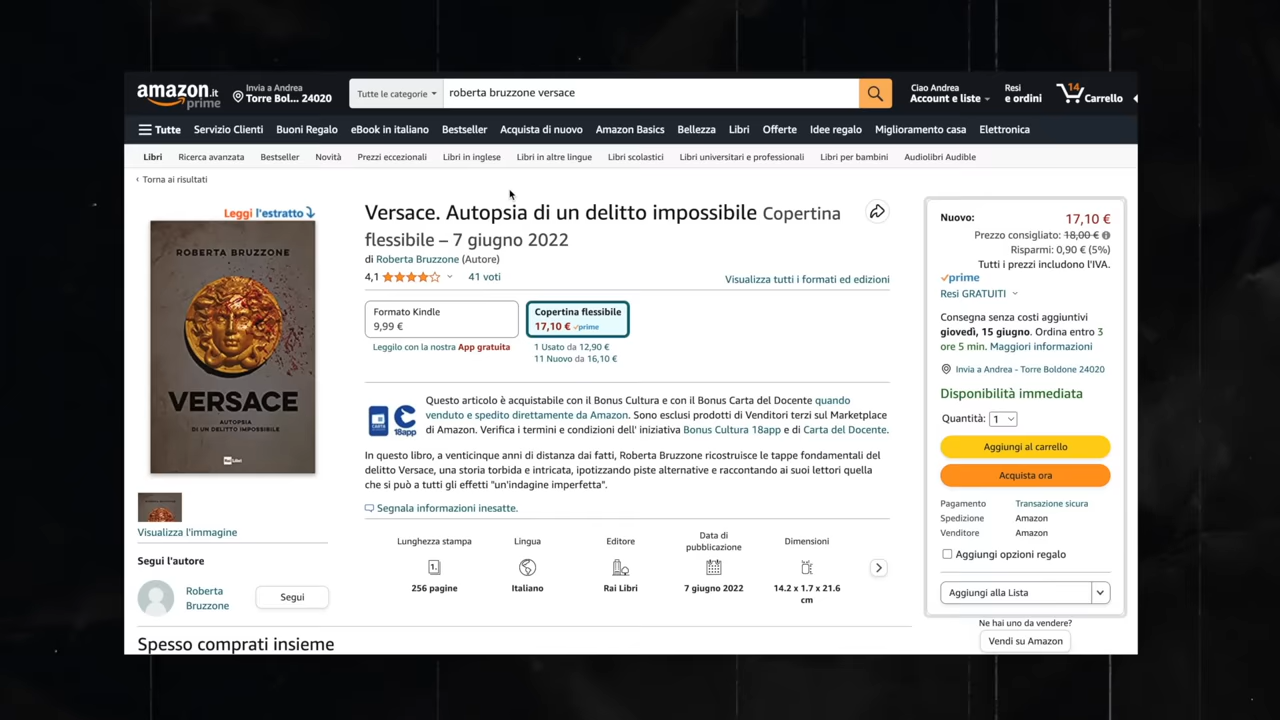 amazon.it
prime
Invia a Andrea
Torre Bol... 24020
Tutte le categorie
roberta bruzzone versace
Ciao Andrea
Account e liste
Resi
e ordini
14
Carrello
Tutte
Servizio Clienti
Buoni Regalo
eBook in italiano
Bestseller
Acquista di nuovo
Amazon Basics
Bellezza
Libri
Offerte
Idee regalo
Miglioramento casa
Elettronica
Libri
Ricerca avanzata
Bestseller
Novità
Prezzi eccezionali
Libri in inglese
Libri in altre lingue
Libri scolastici
Libri universitari e professionali
Libri per bambini
Audiolibri Audible
‹ Torna ai risultati
Leggi l'estratto
ROBERTA BRUZZONE
VERSACE
AUTOPSIA
DI UN DELITTO IMPOSSIBILE
Rai Libri
Visualizza l'immagine
Segui l'autore
Roberta
Bruzzone
Segui
Versace. Autopsia di un delitto impossibile Copertina
flessibile – 7 giugno 2022
di Roberta Bruzzone (Autore)
4,1
41 voti
Visualizza tutti i formati ed edizioni
Formato Kindle
9,99 €
Leggilo con la nostra App gratuita
Copertina flessibile
17,10 € prime
1 Usato da 12,90 €
11 Nuovo da 16,10 €
CARTA
18app
Questo articolo è acquistabile con il Bonus Cultura e con il Bonus Carta del Docente quando
venduto e spedito direttamente da Amazon. Sono esclusi prodotti di Venditori terzi sul Marketplace
di Amazon. Verifica i termini e condizioni dell' iniziativa Bonus Cultura 18app e di Carta del Docente.
In questo libro, a venticinque anni di distanza dai fatti, Roberta Bruzzone ricostruisce le tappe fondamentali del
delitto Versace, una storia torbida e intricata, ipotizzando piste alternative e raccontando ai suoi lettori quella
che si può a tutti gli effetti "un'indagine imperfetta".
Segnala informazioni inesatte.
Lunghezza stampa
256 pagine
Lingua
Italiano
Editore
Rai Libri
Data di
pubblicazione
7 giugno 2022
Dimensioni
14.2 x 1.7 x 21.6
cm
Spesso comprati insieme
Nuovo:
17,10 €
Prezzo consigliato: 18,00 €
Risparmi: 0,90 € (5%)
Tutti i prezzi includono l'IVA.
prime
Resi GRATUITI
Consegna senza costi aggiuntivi
giovedì, 15 giugno. Ordina entro 3
ore 5 min. Maggiori informazioni
Invia a Andrea - Torre Boldone 24020
Disponibilità immediata
Quantità: 1
Aggiungi al carrello
Acquista ora
Pagamento Transazione sicura
Spedizione Amazon
Venditore Amazon
Aggiungi opzioni regalo
Aggiungi alla Lista
Ne hai uno da vendere?
Vendi su Amazon